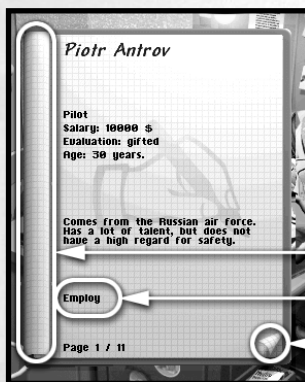 Piotr Antrov
Pilot
Salary: 10000 $
Evaluation: gifted
Age: 30 years.
Comes from the Russian air force.
Has a lot of talent, but does not
have a high regard for safety.
Employ
Page 1 / 11